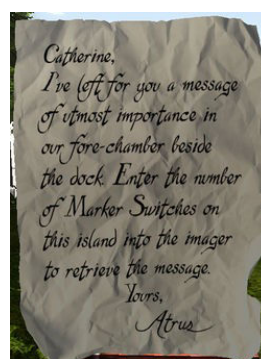 Catherine,
I've left for you a message
of utmost importance in
our fore-chamber beside
the dock. Enter the number
of Marker Switches on
this island into the imager
to retrieve the message.
Yours,
Atrus